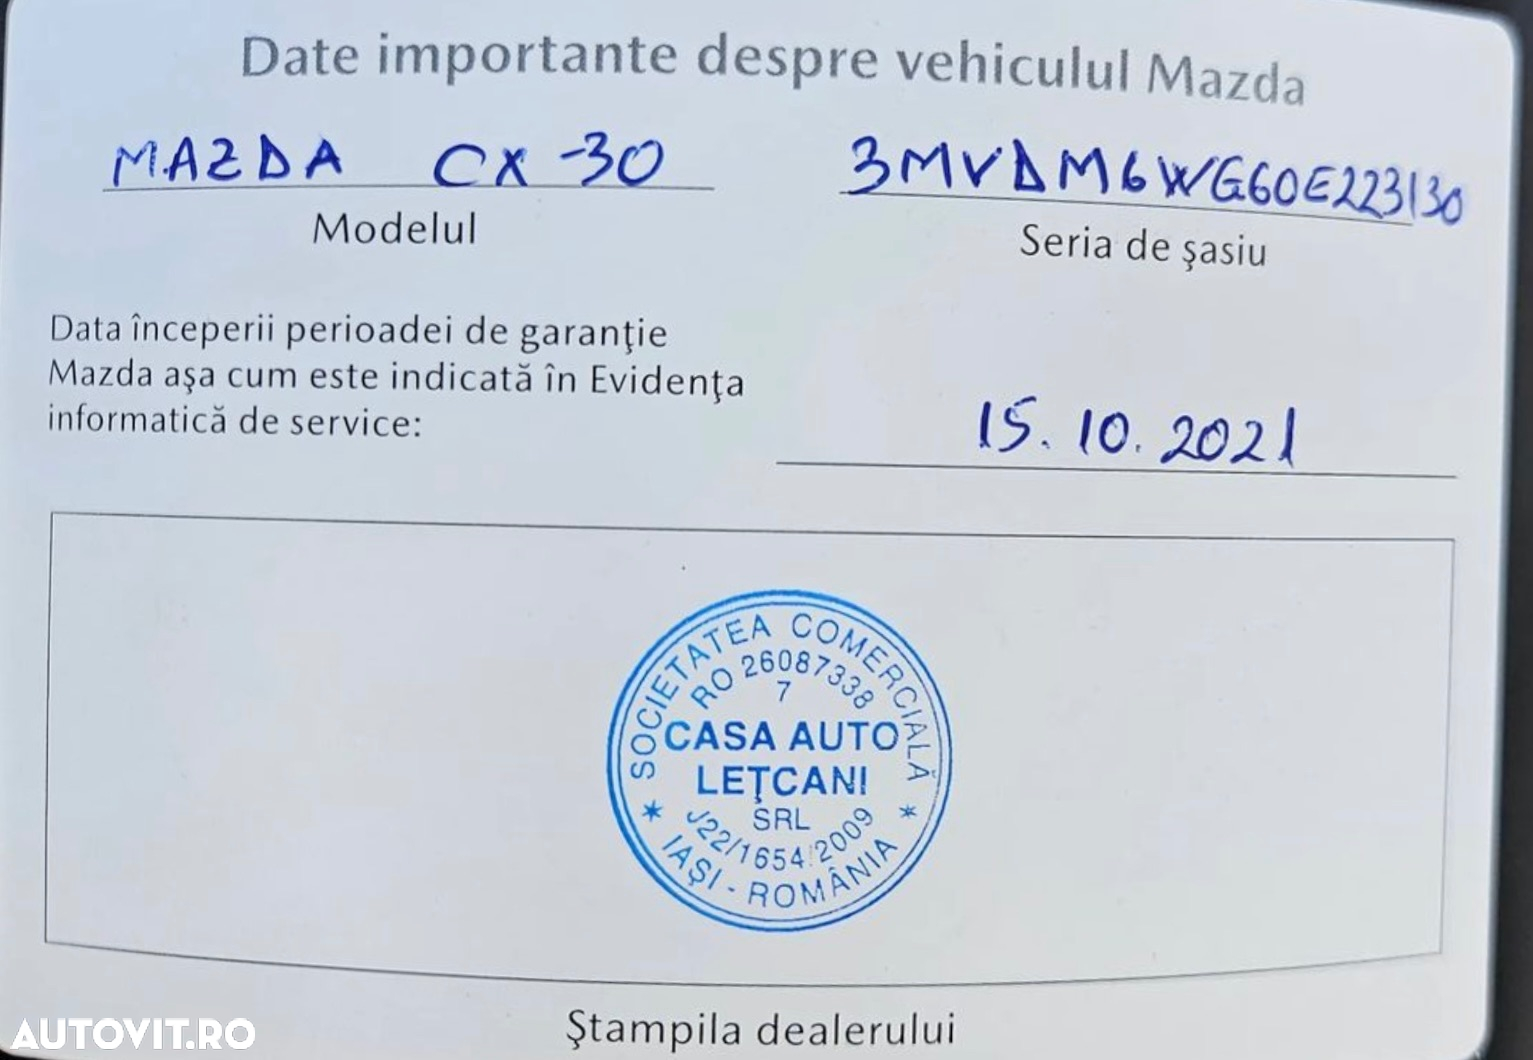 Date importante despre vehiculul Mazda
MAZDA CX-30
3MVDM6WG60E223130
Modelul
Seria de şasiu
Data începerii perioadei de garanţie
Mazda aşa cum este indicată în Evidenţa
informatică de service:
15.10.2021
SOCIETATEA COMERCIALĂ
RO 26087338
7
CASA AUTO
LEŢCANI
SRL
J22/1654/2009
* IAŞI - ROMÂNIA *
Ştampila dealerului
AUTOVIT.RO